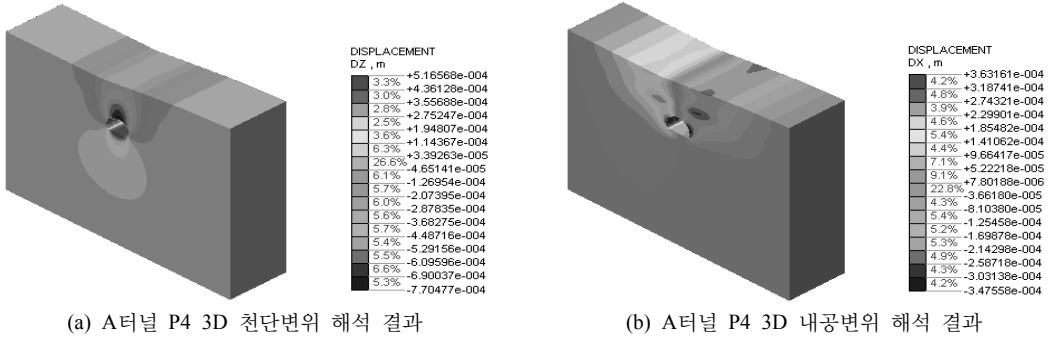 DISPLACEMENT
DZ , m
+5.16568e-004
3.3%
+4.36128e-004
3.0%
+3.55688e-004
2.8%
+2.75247e-004
2.5%
+1.94807e-004
3.6%
+1.14367e-004
6.3%
+3.39263e-005
26.6%
-4.65141e-005
6.1%
-1.26954e-004
5.7%
-2.07395e-004
6.0%
-2.87835e-004
5.6%
-3.68275e-004
5.7%
-4.48716e-004
5.4%
-5.29156e-004
5.5%
-6.09596e-004
6.6%
-6.90037e-004
5.3%
-7.70477e-004
(a) A터널 P4 3D 천단변위 해석 결과
DISPLACEMENT
DX , m
+3.63161e-004
4.2%
+3.18741e-004
4.8%
+2.74321e-004
3.9%
+2.29901e-004
4.6%
+1.85482e-004
5.4%
+1.41062e-004
4.4%
+9.66417e-005
7.1%
+5.22218e-005
9.1%
+7.80188e-006
22.8%
-3.66180e-005
4.3%
-8.10380e-005
5.4%
-1.25458e-004
5.2%
-1.69878e-004
5.3%
-2.14298e-004
4.9%
-2.58718e-004
4.3%
-3.03138e-004
4.2%
-3.47558e-004
(b) A터널 P4 3D 내공변위 해석 결과